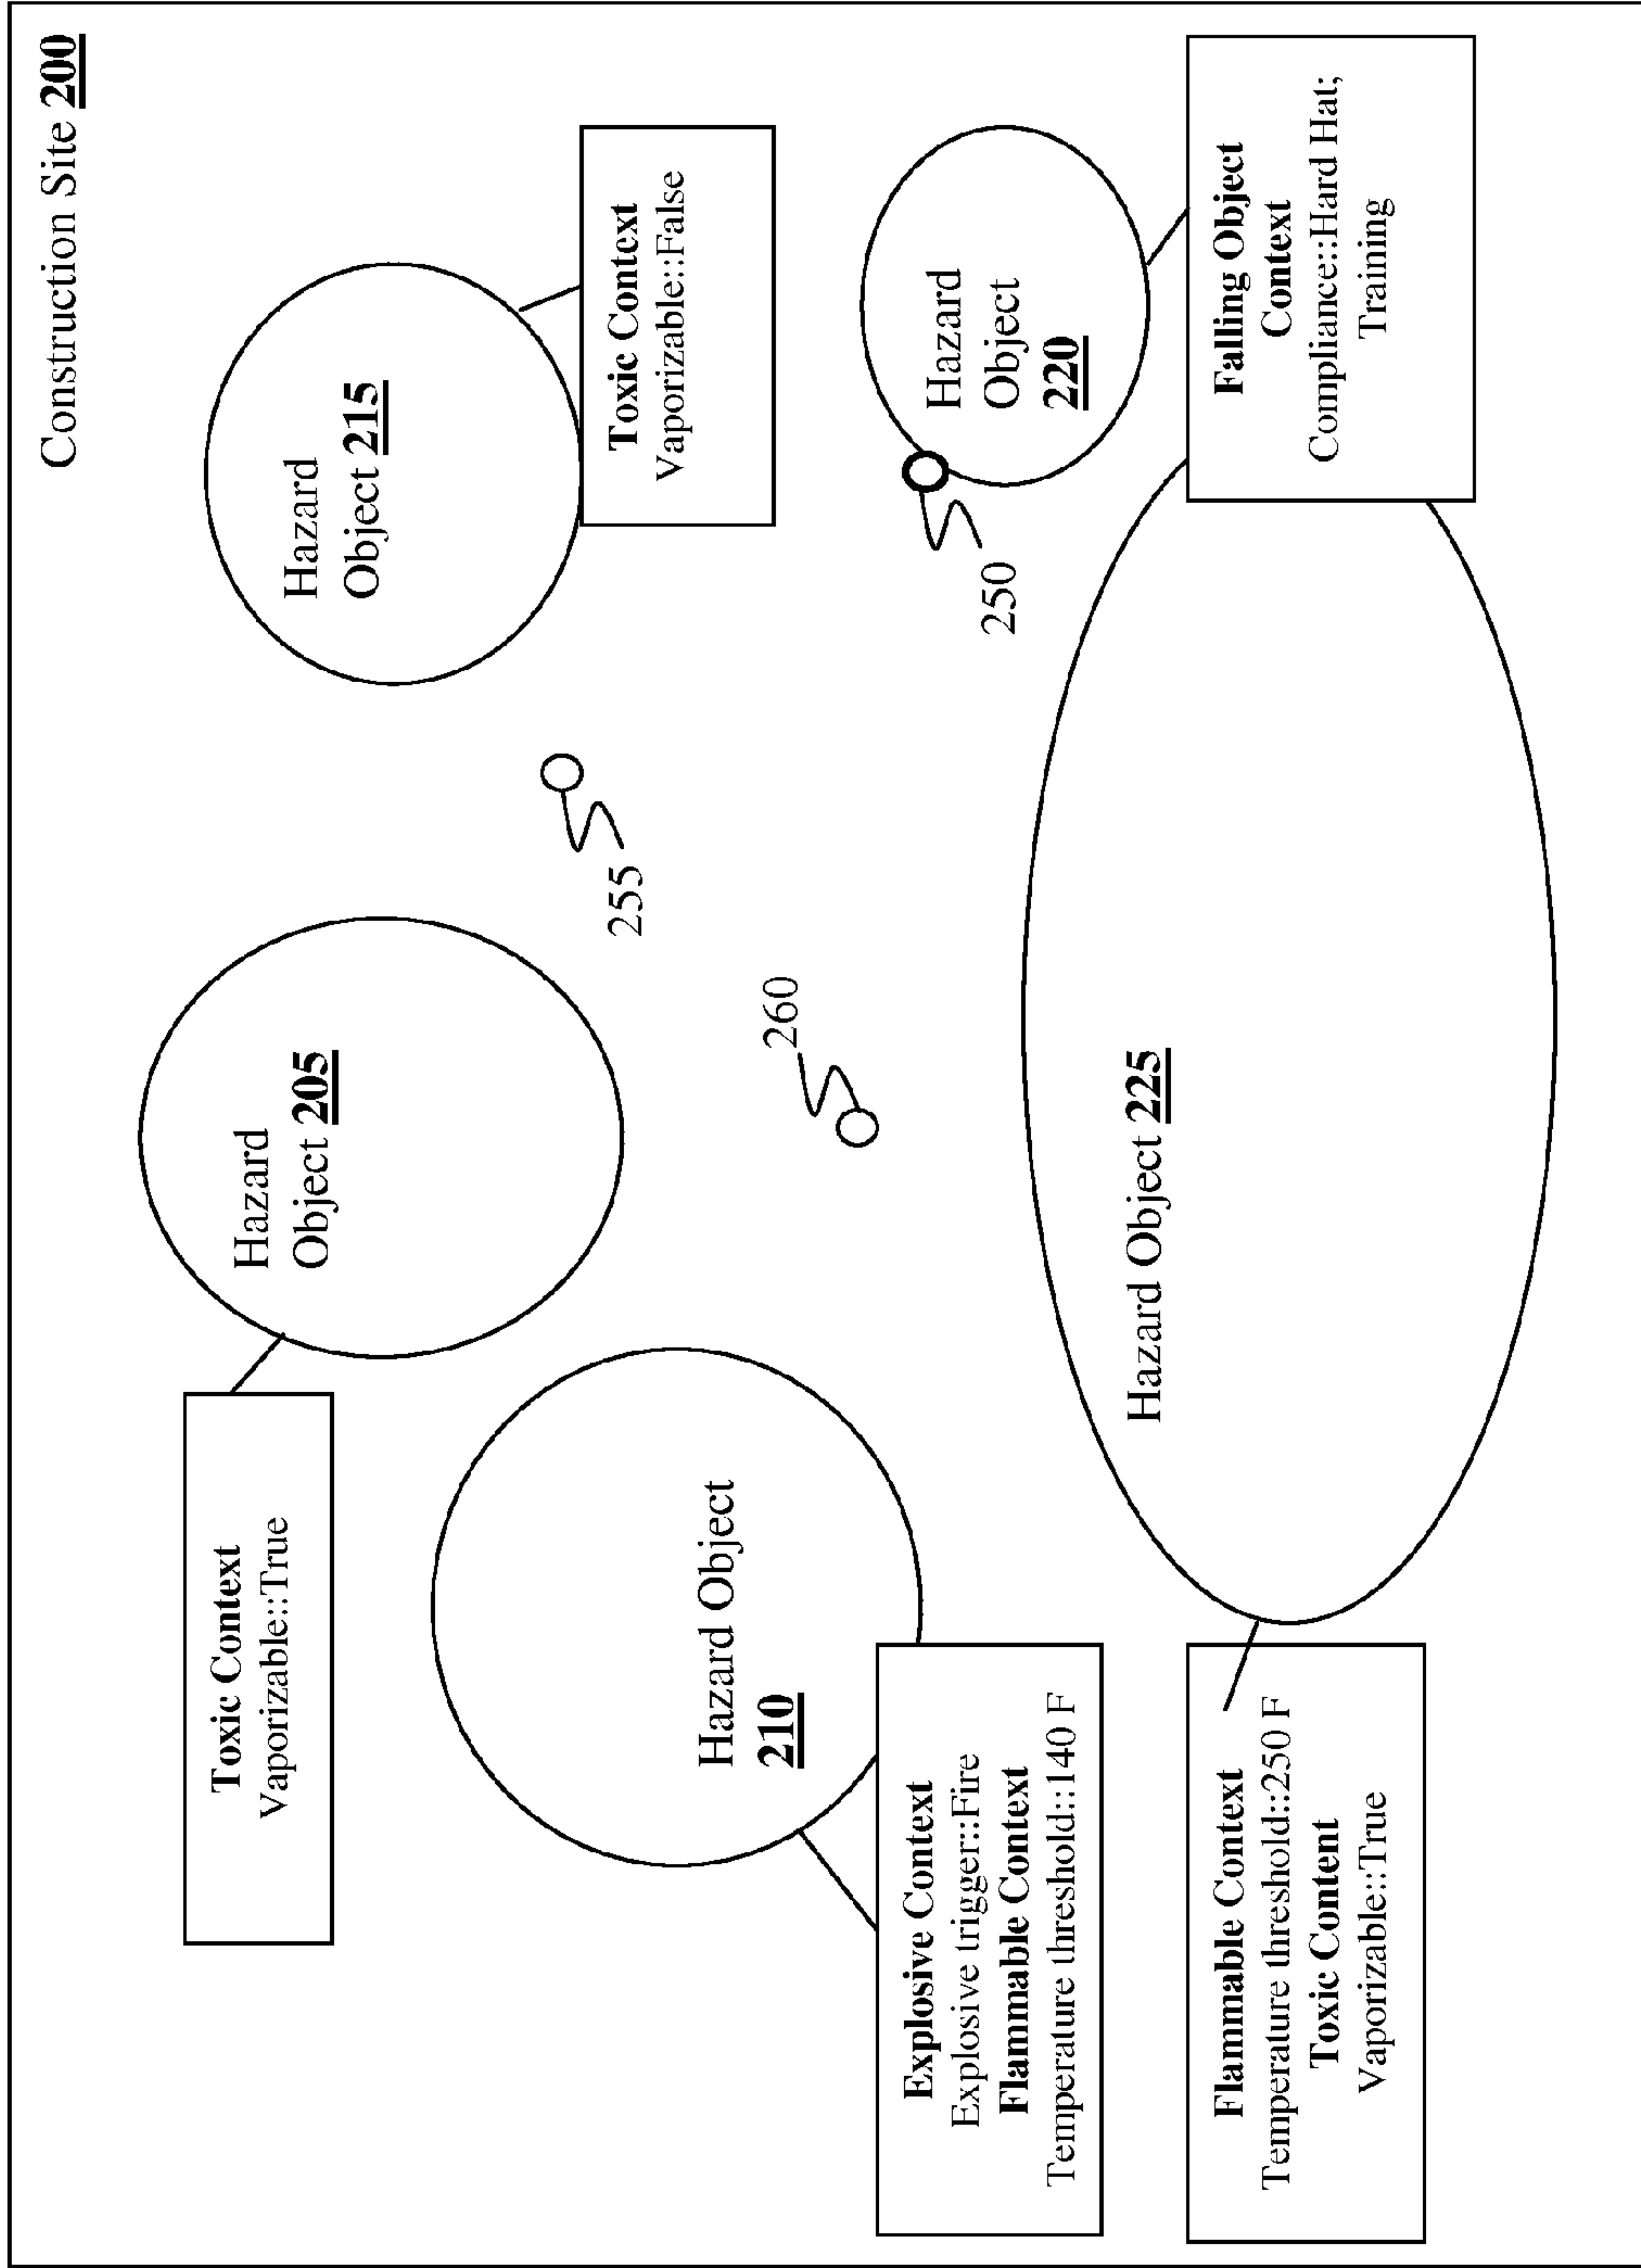 Construction Site 200
Toxic Context
Vaporizable::True
Hazard
Object 205
Hazard
Object 215
Toxic Context
Vaporizable::False
255
Hazard Object
210
260
Explosive Context
Explosive trigger::Fire
Flammable Context
Temperature threshold::140 F
250
Hazard
Object
220
Hazard Object 225
Flammable Context
Temperature threshold::250 F
Toxic Content
Vaporizable::True
Falling Object
Context
Compliance::Hard Hat;
Training